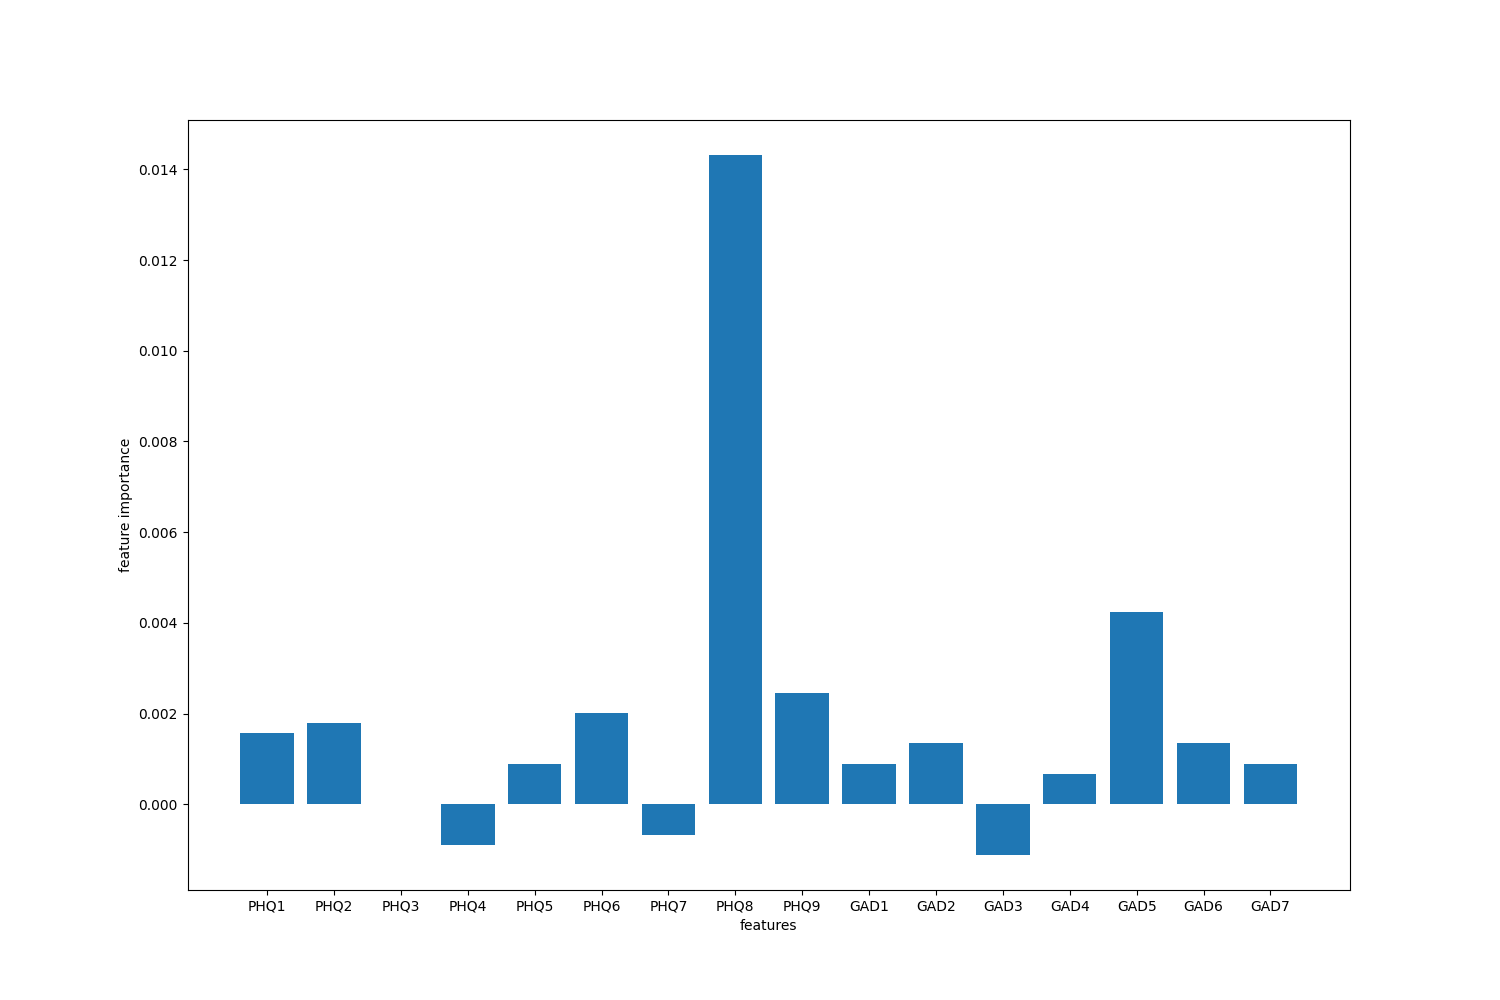 0.014
0.012
0.010
0.008
0.006
0.004
0.002
0.000
feature importance
PHQ1 PHQ2 PHQ3 PHQ4 PHQ5 PHQ6 PHQ7 PHQ8 PHQ9 GAD1 GAD2 GAD3 GAD4 GAD5 GAD6 GAD7
features